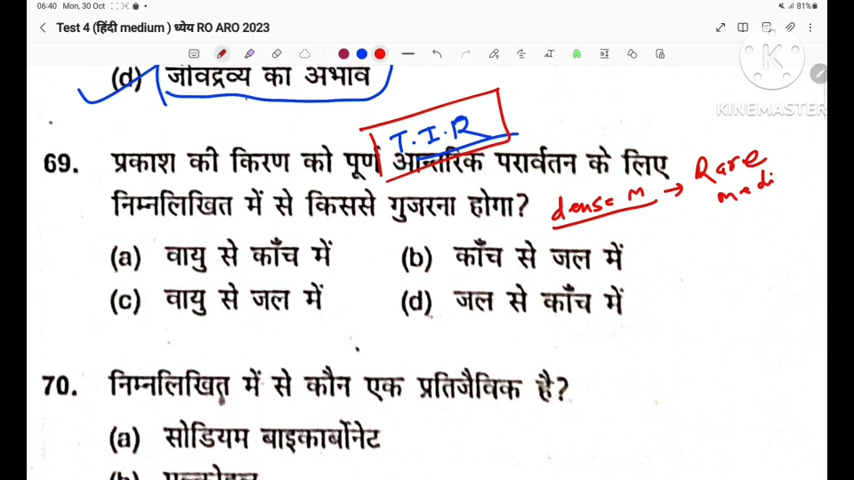 06:40 Mon, 30 Oct
81%
Test 4 (हिंदी medium ) ध्येय RO ARO 2023
KINEMASTER
(d) जीवद्रव्य का अभाव
T.I.R
69. प्रकाश की किरण को पूर्ण आन्तरिक परावर्तन के लिए
निम्नलिखित में से किससे गुजरना होगा?
dense M → Rare
medi
(a) वायु से काँच में (b) काँच से जल में
(c) वायु से जल में (d) जल से काँच में
70. निम्नलिखित में से कौन एक प्रतिजैविक है?
(a) सोडियम बाइकार्बोनेट